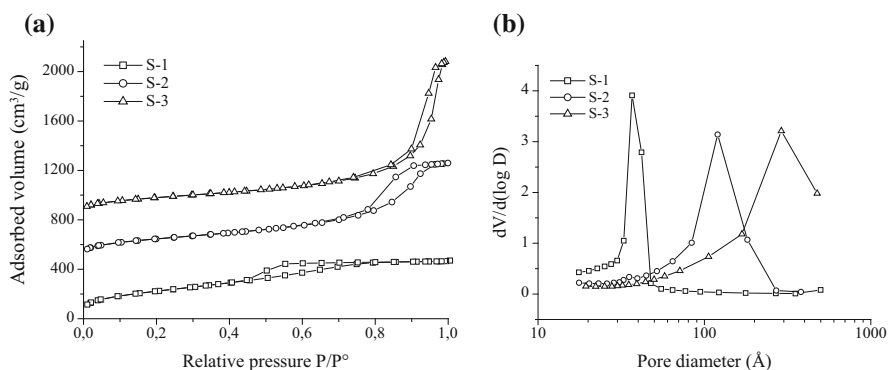 (a)
Adsorbed volume (cm³/g)
2000
1600
1200
800
400
0
S-1
S-2
S-3
0,0 0,2 0,4 0,6 0,8 1,0
Relative pressure P/P°
(b)
dV/d(log D)
4
3
2
1
0
S-1
S-2
S-3
10 100 1000
Pore diameter (Å)